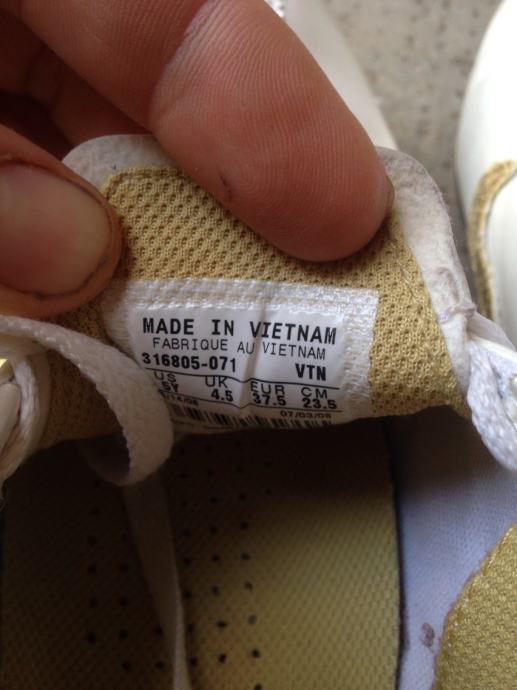 MADE IN VIETNAM
FABRIQUE AU VIETNAM
316805-071 VTN
US UK EUR CM
5Y 4.5 37.5 23.5
07/03/08